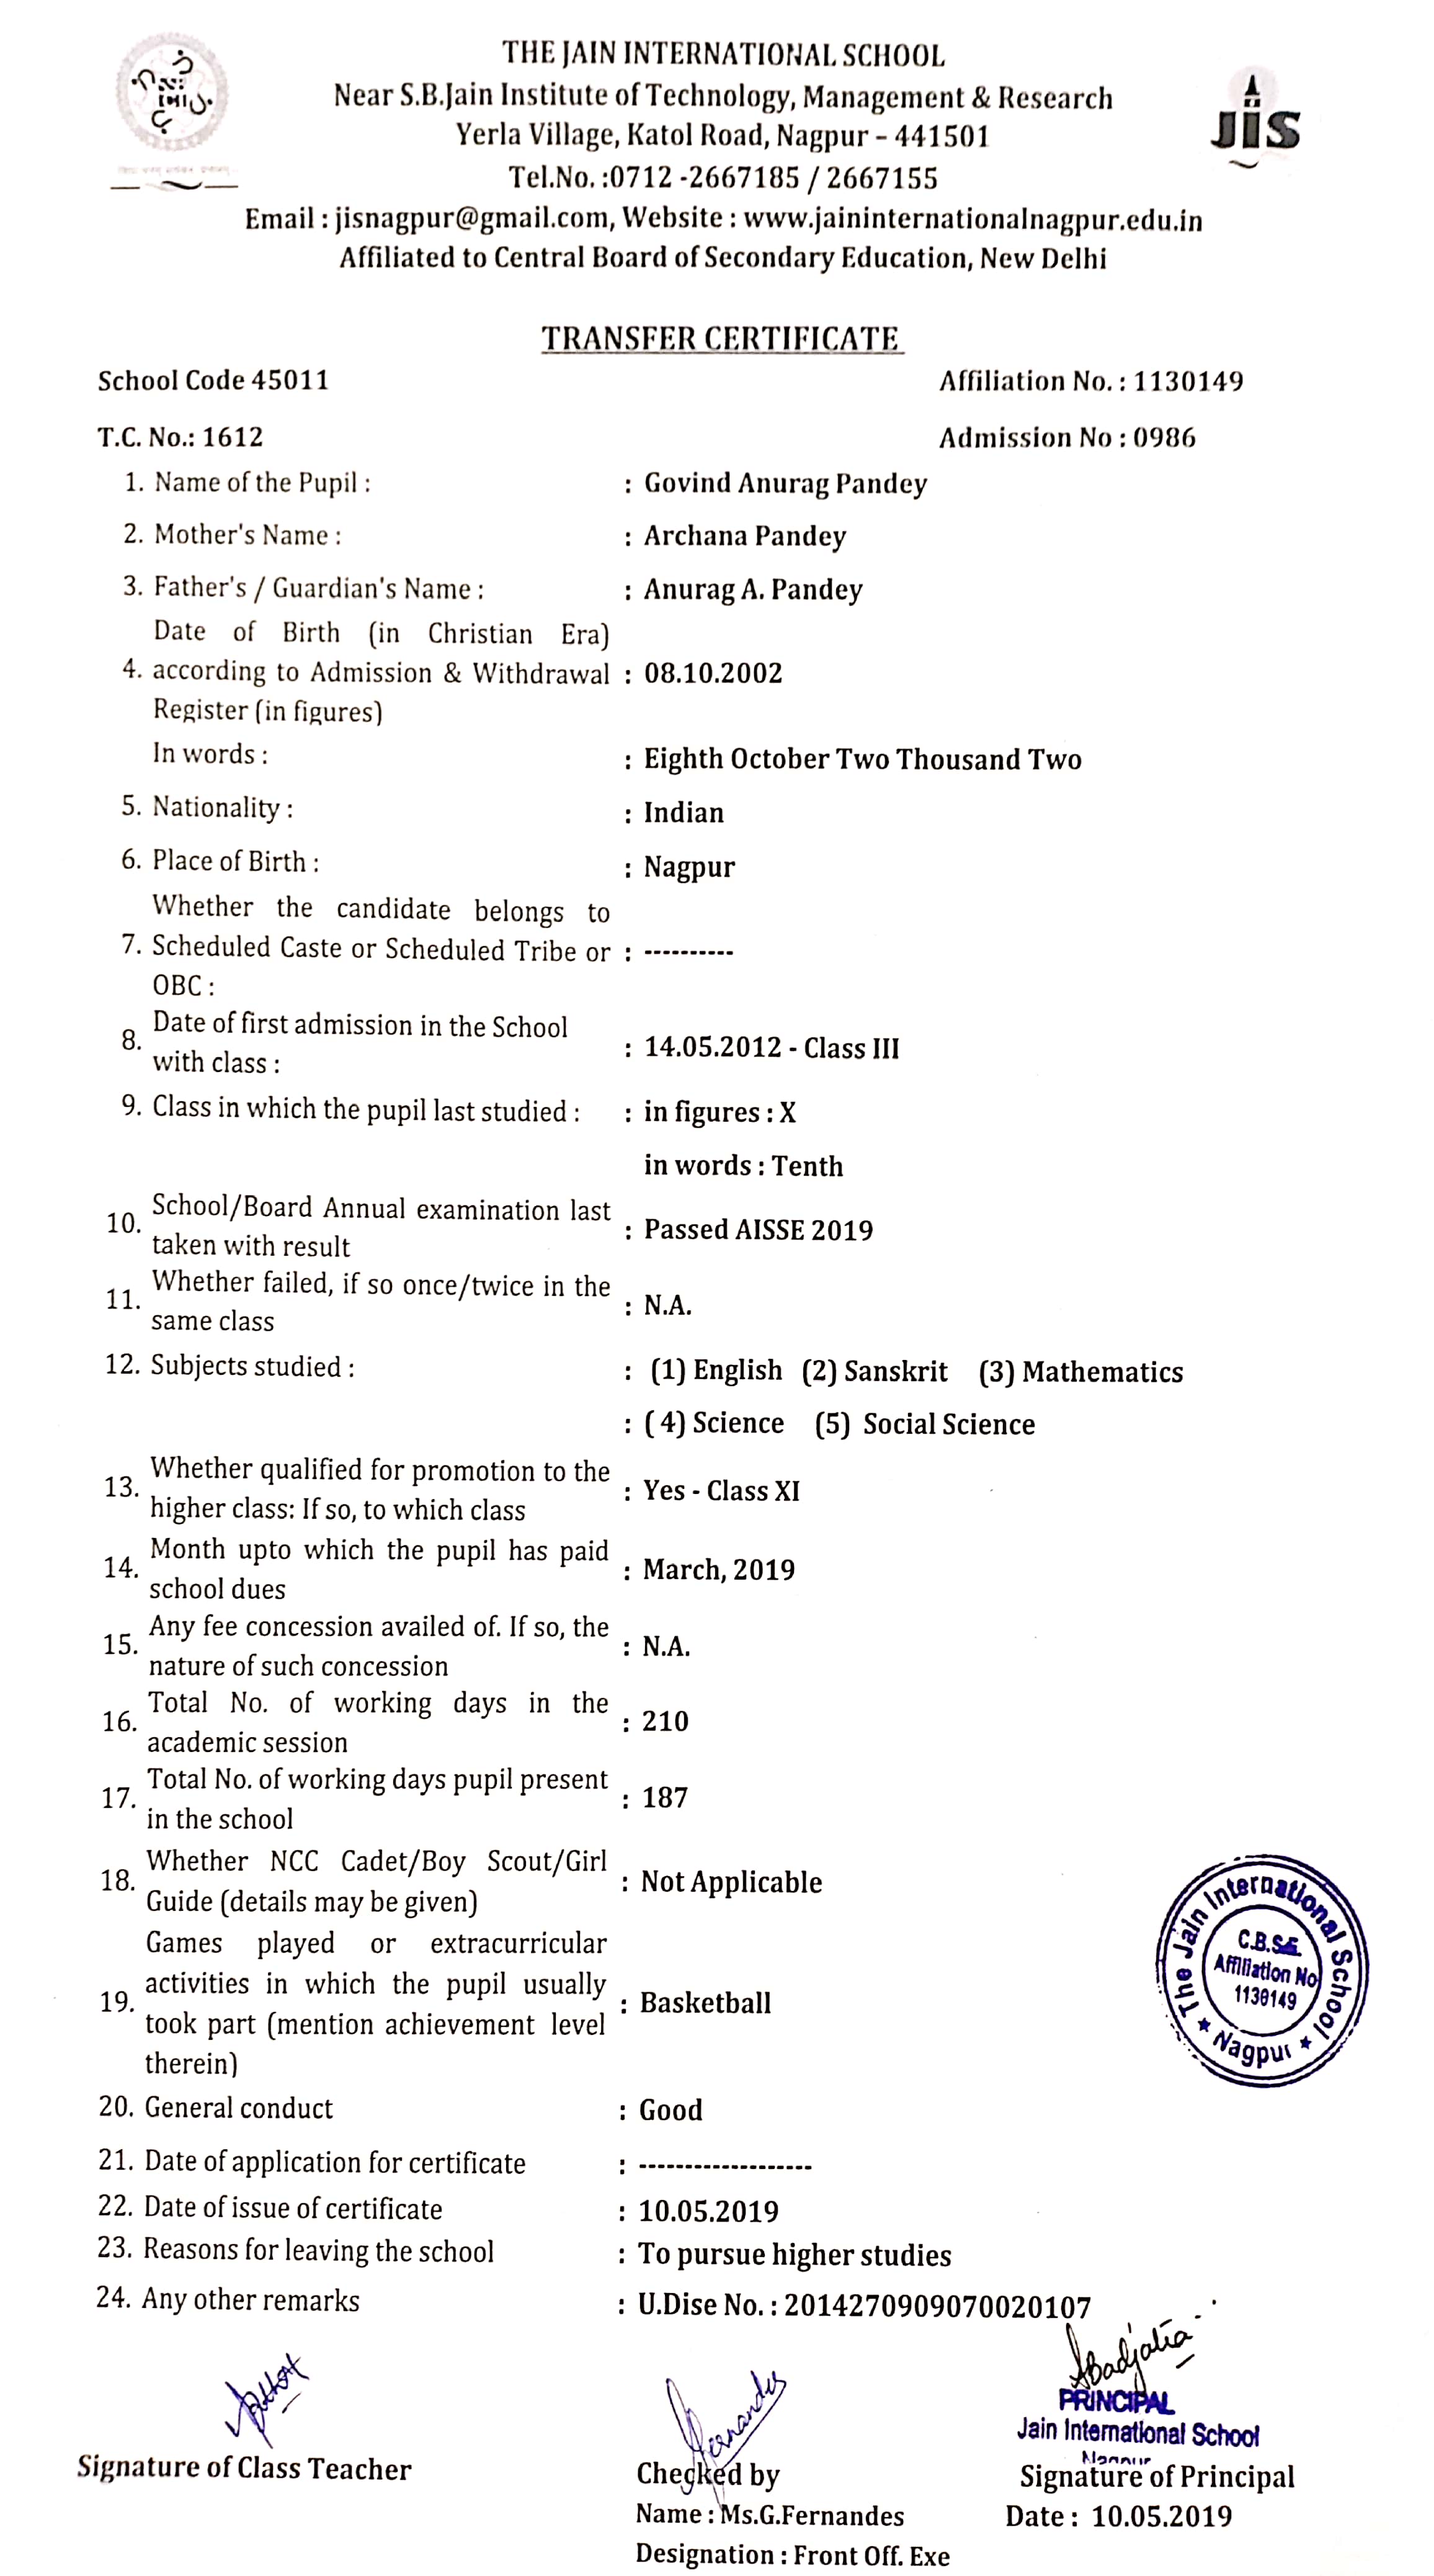 THE JAIN INTERNATIONAL SCHOOL
Near S.B.Jain Institute of Technology, Management & Research
Yerla Village, Katol Road, Nagpur - 441501
JIS
Tel.No. :0712 -2667185 / 2667155
Email : jisnagpur@gmail.com, Website : www.jaininternationalnagpur.edu.in
Affiliated to Central Board of Secondary Education, New Delhi
TRANSFER CERTIFICATE
School Code 45011 Affiliation No. : 1130149
T.C. No.: 1612 Admission No : 0986
1. Name of the Pupil : : Govind Anurag Pandey
2. Mother's Name : : Archana Pandey
3. Father's / Guardian's Name : : Anurag A. Pandey
Date of Birth (in Christian Era)
4. according to Admission & Withdrawal : 08.10.2002
Register (in figures)
In words : : Eighth October Two Thousand Two
5. Nationality : : Indian
6. Place of Birth : : Nagpur
Whether the candidate belongs to
7. Scheduled Caste or Scheduled Tribe or : ----------
OBC :
8. Date of first admission in the School
with class : : 14.05.2012 - Class III
9. Class in which the pupil last studied : : in figures : X
in words : Tenth
10. School/Board Annual examination last
taken with result : Passed AISSE 2019
11. Whether failed, if so once/twice in the
same class : N.A.
12. Subjects studied : : (1) English (2) Sanskrit (3) Mathematics
: ( 4) Science (5) Social Science
13. Whether qualified for promotion to the
higher class: If so, to which class : Yes - Class XI
14. Month upto which the pupil has paid
school dues : March, 2019
15. Any fee concession availed of. If so, the
nature of such concession : N.A.
16. Total No. of working days in the
academic session : 210
17. Total No. of working days pupil present
in the school : 187
18. Whether NCC Cadet/Boy Scout/Girl
Guide (details may be given) : Not Applicable
Games played or extracurricular
activities in which the pupil usually
19. took part (mention achievement level : Basketball
therein)
The Jain International School
★ Nagpur ★
C.B.S.E.
Affiliation No
1130149
20. General conduct : Good
21. Date of application for certificate : -------------------
22. Date of issue of certificate : 10.05.2019
23. Reasons for leaving the school : To pursue higher studies
24. Any other remarks : U.Dise No. : 2014270909070020107
Fernandes
PRINCIPAL
Jain International School
Nagpur
Signature of Class Teacher Checked by Signature of Principal
Name : Ms.G.Fernandes Date : 10.05.2019
Designation : Front Off. Exe